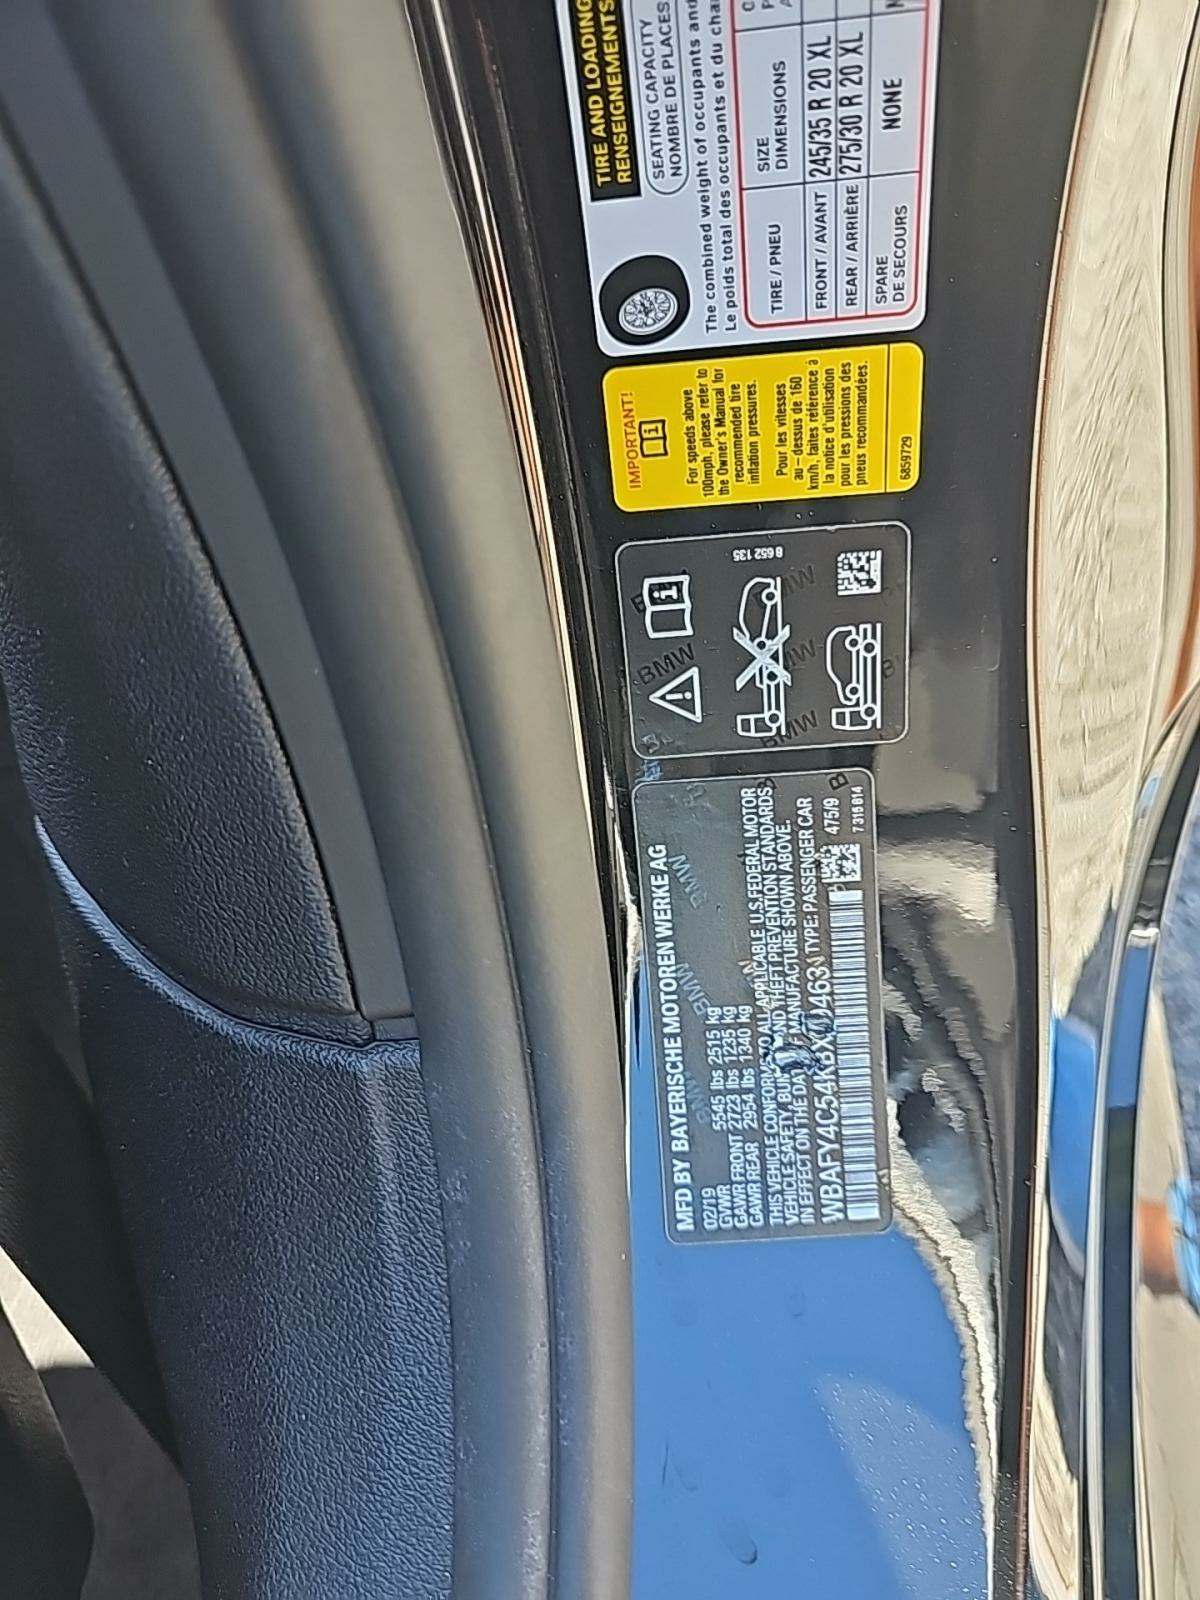 TIRE AND LOADING
RENSEIGNEMENTS
SEATING CAPACITY
NOMBRE DE PLACES
The combined weight of occupants and
Le poids total des occupants et du
TIRE / PNEU
SIZE
DIMENSIONS
FRONT / AVANT 245/35 R 20 XL
REAR / ARRIÈRE 275/30 R 20 XL
SPARE
DE SECOURS
NONE
IMPORTANT!
For speeds above
100mph, please refer to
the Owner's Manual for
recommended tire
inflation pressures.
Pour les vitesses
au – dessus de 160
km/h, faites référence à
la notice d'utilisation
pour les pressions des
pneus recommandées.
6859729
8 652 135
BMW
MFD BY BAYERISCHE MOTOREN WERKE AG
02/19
GVWR 5545 lbs 2515 kg
GAWR FRONT 2723 lbs 1235 kg
GAWR REAR 2954 lbs 1340 kg
THIS VEHICLE CONFORMS TO ALL APPLICABLE U.S. FEDERAL MOTOR
VEHICLE SAFETY, BUMPER AND THEFT PREVENTION STANDARDS
IN EFFECT ON THE DATE MANUFACTURE SHOWN ABOVE.
TYPE: PASSENGER CAR
475/9
7 315 814